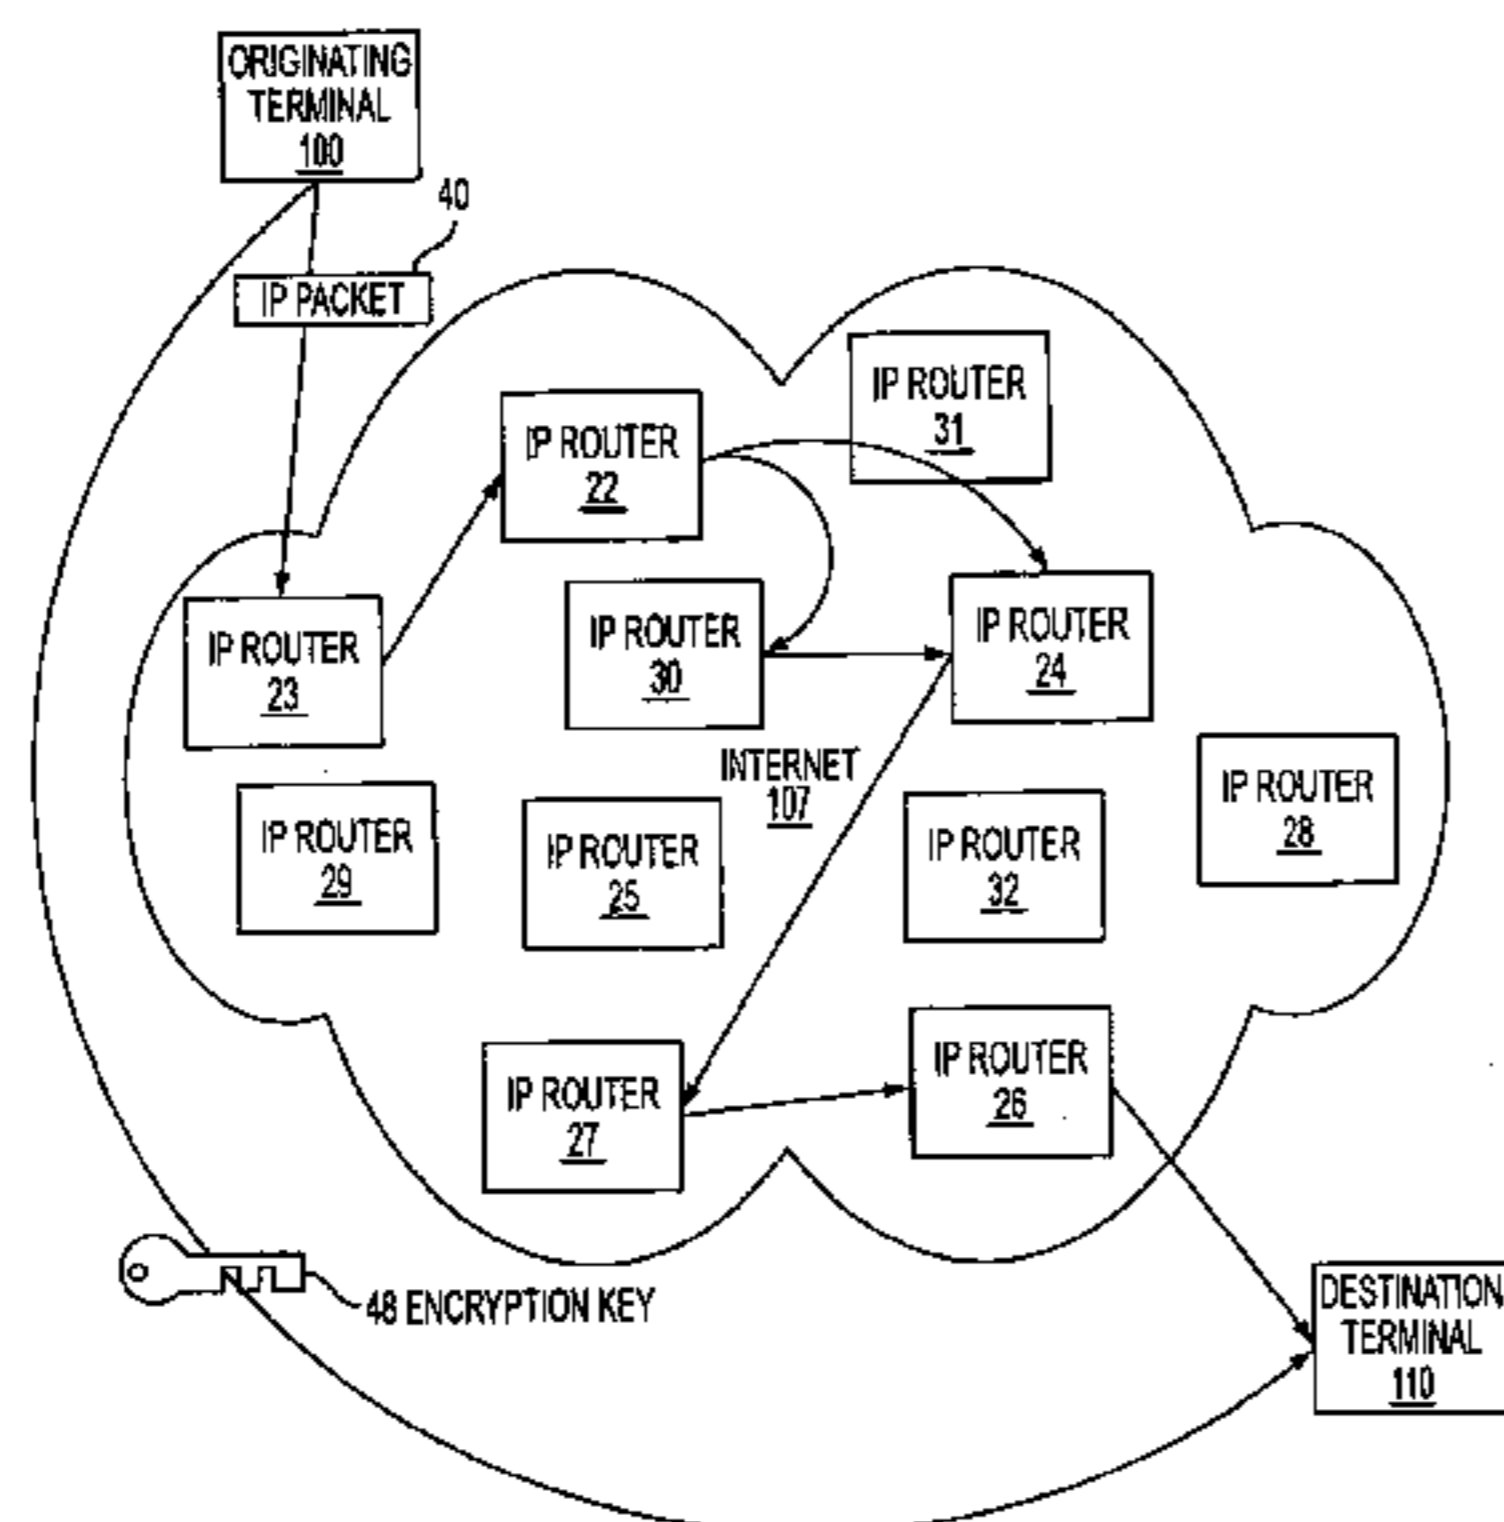 ORIGINATING
TERMINAL
100
40
IP PACKET
IP ROUTER
31
IP ROUTER
22
IP ROUTER
23
IP ROUTER
30
IP ROUTER
24
INTERNET
107
IP ROUTER
28
IP ROUTER
29
IP ROUTER
25
IP ROUTER
32
IP ROUTER
27
IP ROUTER
26
48 ENCRYPTION KEY
DESTINATION
TERMINAL
110